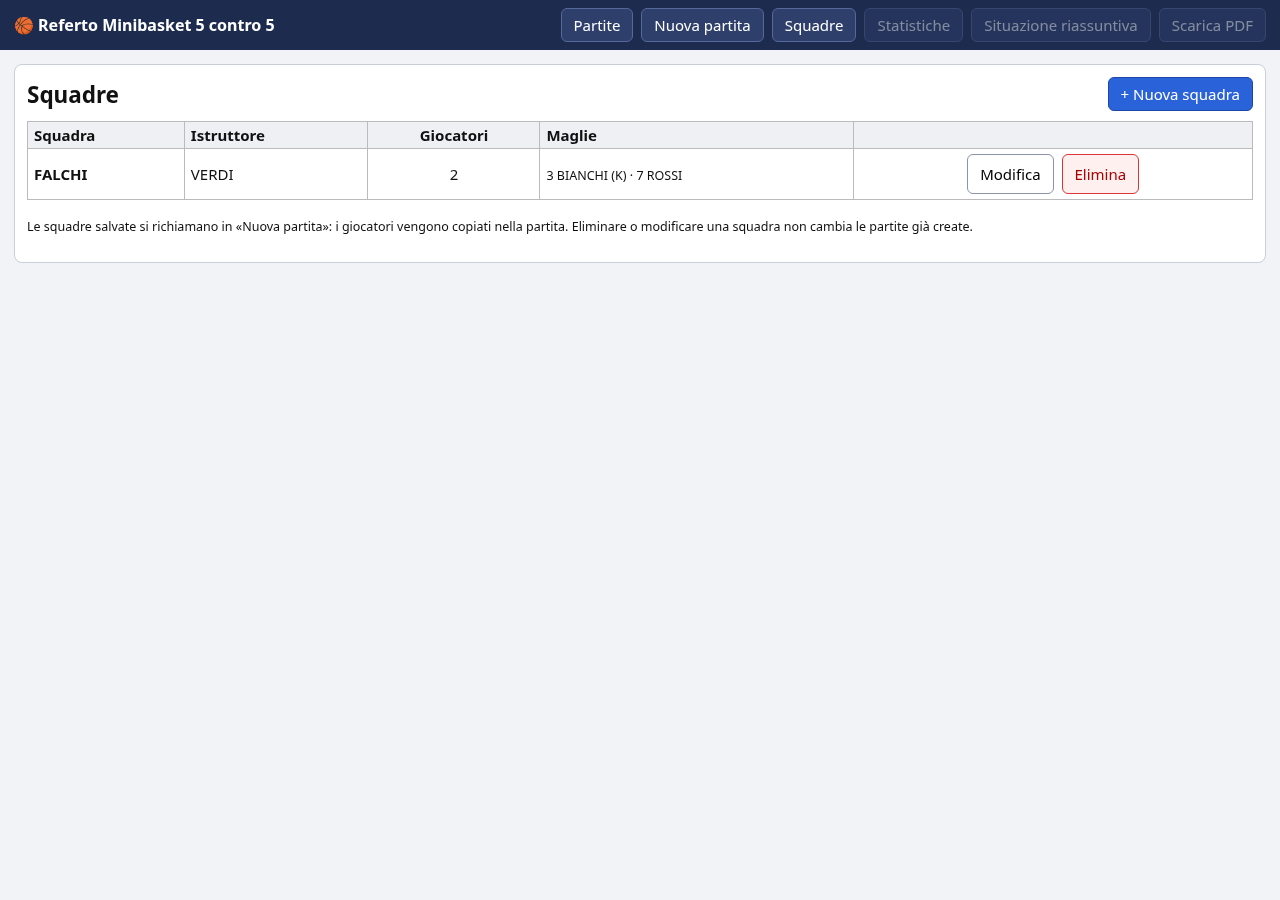 🏀 Referto Minibasket 5 contro 5 Partite Nuova partita Squadre Statistiche Situazione riassuntiva Scarica PDF
Squadre + Nuova squadra
Squadra Istruttore Giocatori Maglie
FALCHI VERDI 2 3 BIANCHI (K) · 7 ROSSI Modifica Elimina
Le squadre salvate si richiamano in «Nuova partita»: i giocatori vengono copiati nella partita. Eliminare o modificare una squadra non cambia le partite già create.